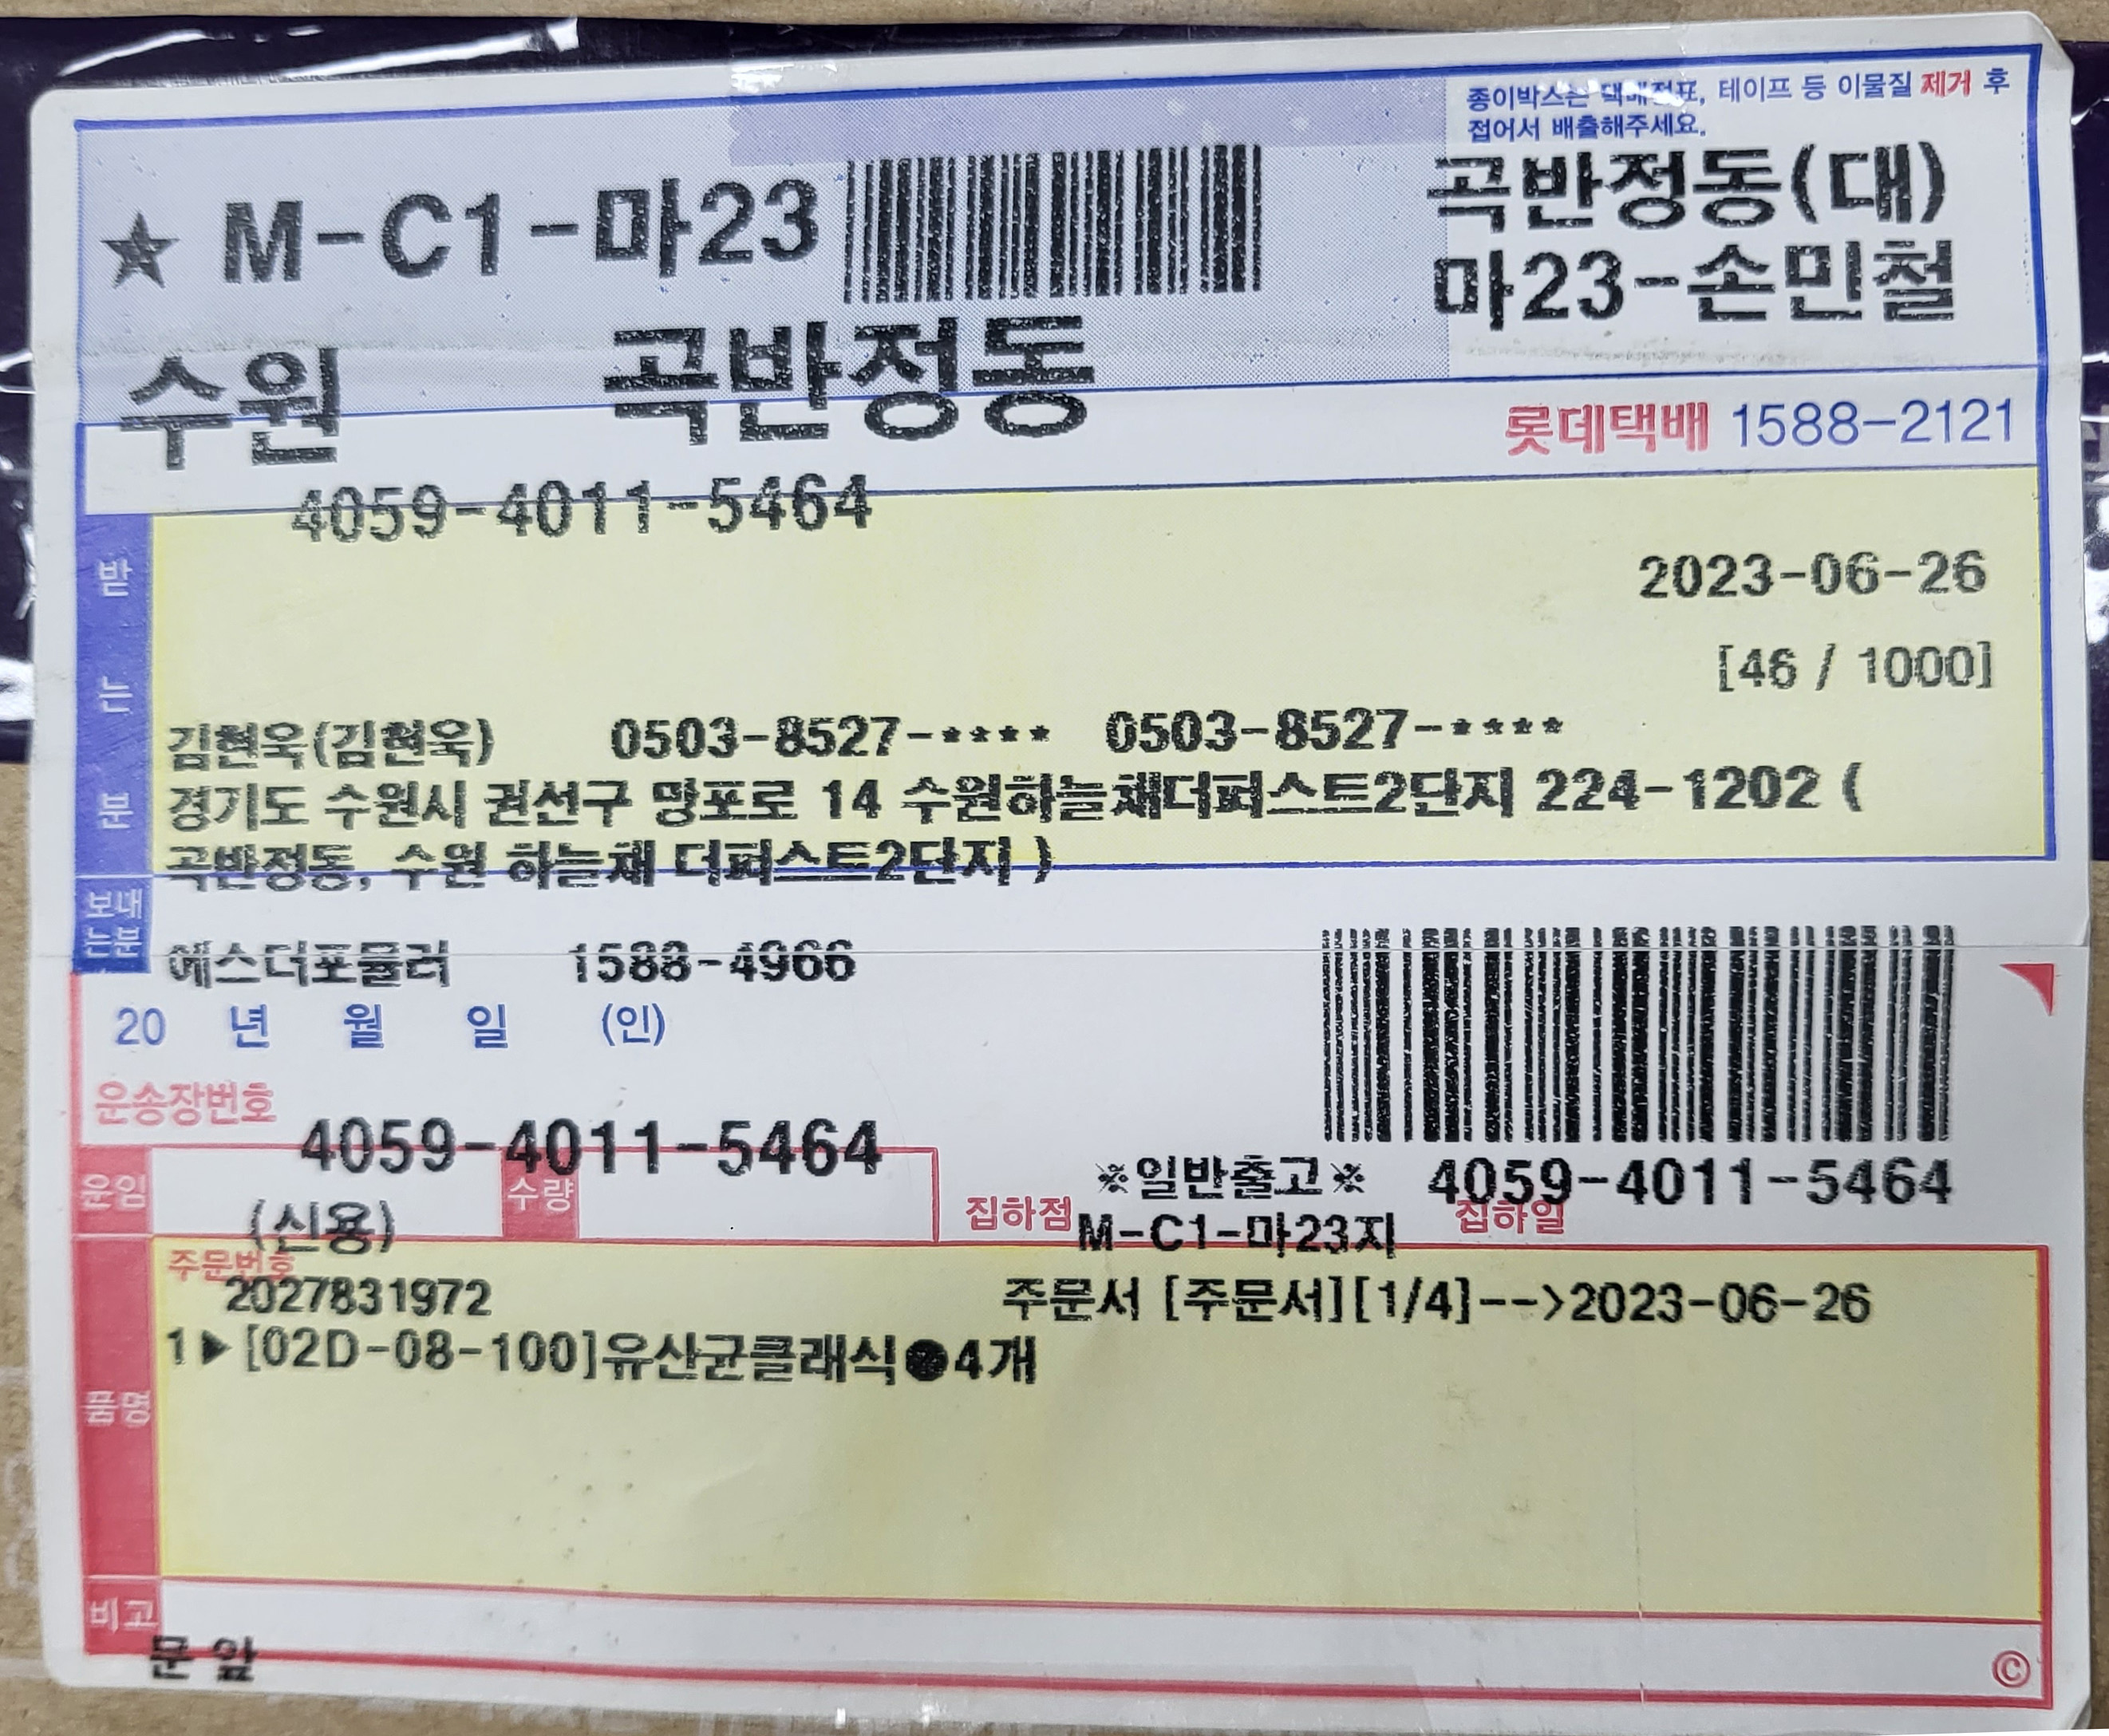 종이박스는 택배전표, 테이프 등 이물질 제거 후
접어서 배출해주세요.
★ M-C1-마23
곡반정동(대)
마23-손민철
수원 곡반정동
롯데택배 1588-2121
4059-4011-5464
받는분
2023-06-26
[46 / 1000]
김현욱(김현욱) 0503-8527-**** 0503-8527-****
경기도 수원시 권선구 망포로 14 수원하늘채더퍼스트2단지 224-1202 (
곡반정동, 수원 하늘채 더퍼스트2단지 )
보내는분
에스더포뮬러 1588-4966
20 년 월 일 (인)
운송장번호
4059-4011-5464
운임 (신용) 수량
※일반출고※ 4059-4011-5464
집하점 M-C1-마23지 집하일
주문번호
2027831972 주문서 [주문서][1/4]-->2023-06-26
품명
1▶[02D-08-100]유산균클래식●4개
비고
문 앞
©